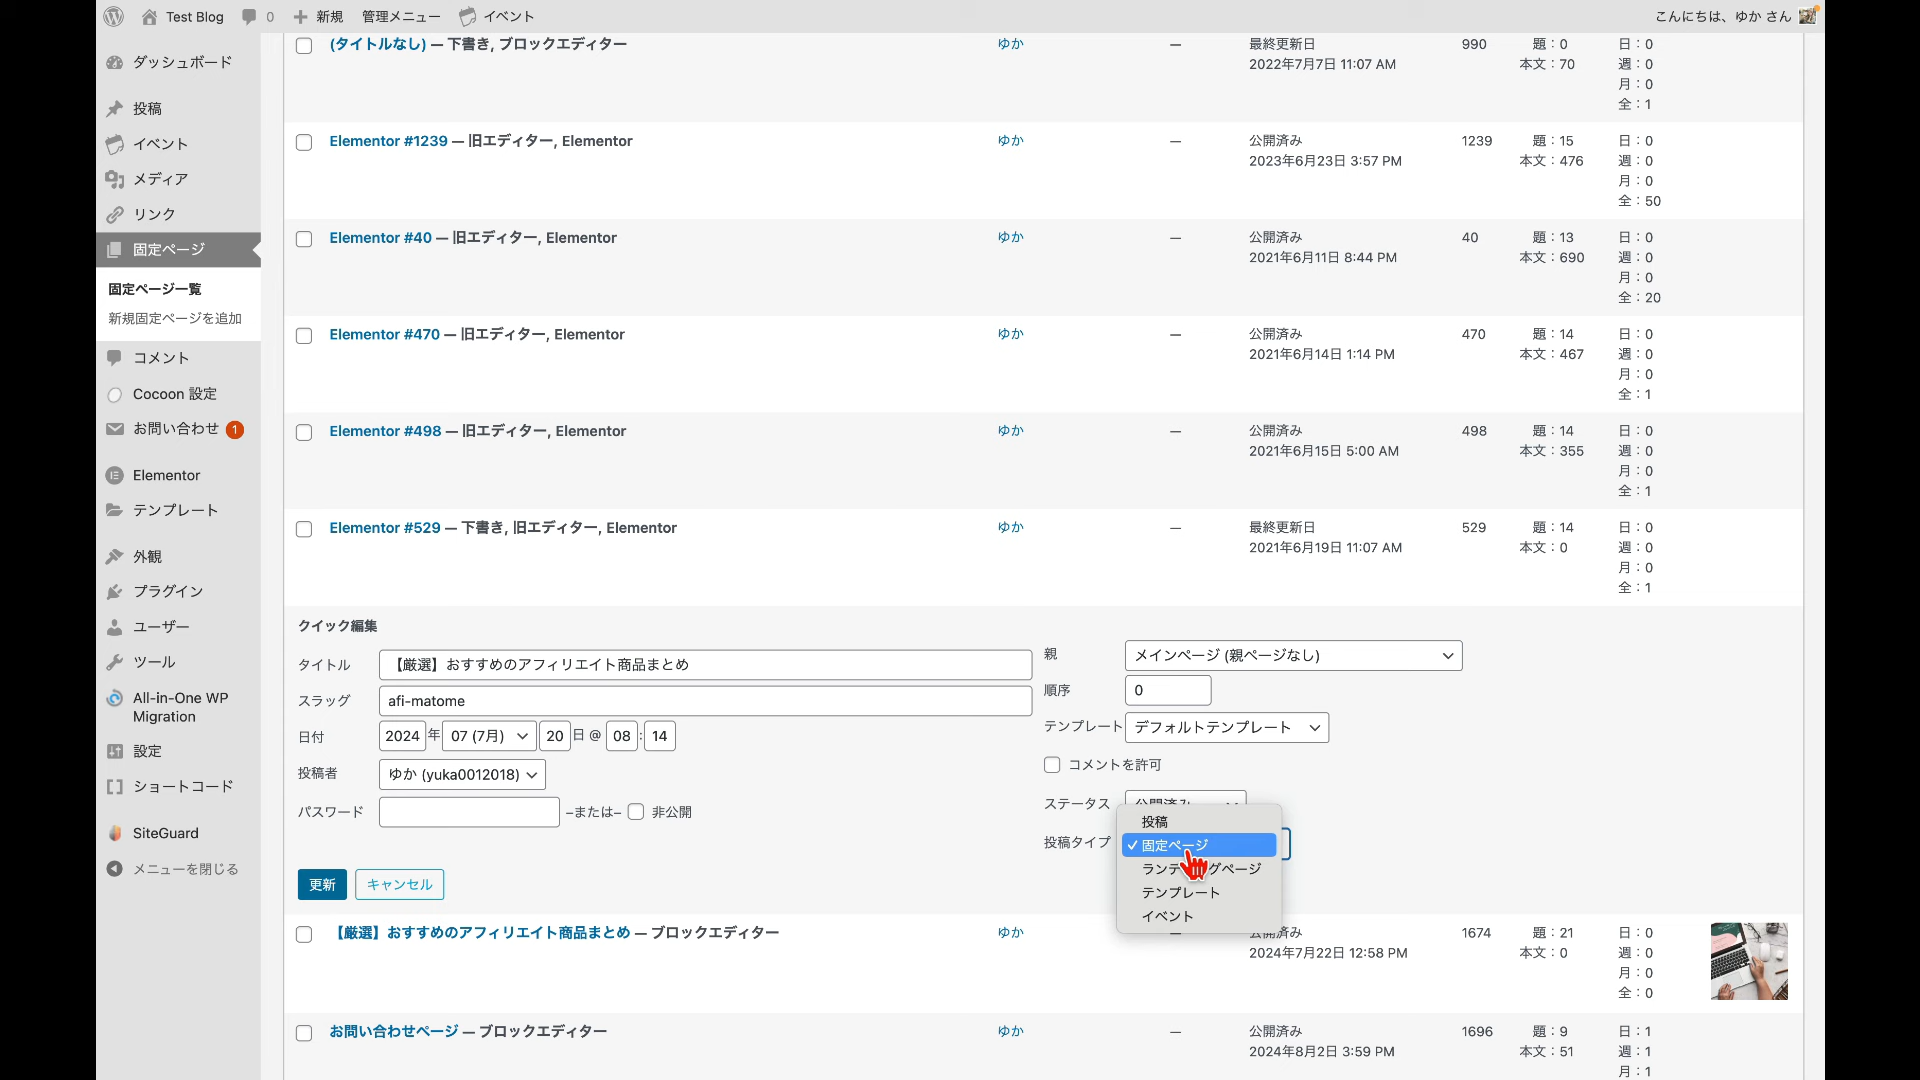 Test Blog 0 新規 管理メニュー イベント こんにちは、ゆか さん
ダッシュボード
投稿
イベント
メディア
リンク
固定ページ
固定ページ一覧
新規固定ページを追加
コメント
Cocoon 設定
お問い合わせ 1
Elementor
テンプレート
外観
プラグイン
ユーザー
ツール
All-in-One WP
Migration
設定
ショートコード
SiteGuard
メニューを閉じる
(タイトルなし) — 下書き, ブロックエディター ゆか — 最終更新日 990 題：0 日：0
2022年7月7日 11:07 AM 本文：70 週：0
月：0
全：1
Elementor #1239 — 旧エディター, Elementor ゆか — 公開済み 1239 題：15 日：0
2023年6月23日 3:57 PM 本文：476 週：0
月：0
全：50
Elementor #40 — 旧エディター, Elementor ゆか — 公開済み 40 題：13 日：0
2021年6月11日 8:44 PM 本文：690 週：0
月：0
全：20
Elementor #470 — 旧エディター, Elementor ゆか — 公開済み 470 題：14 日：0
2021年6月14日 1:14 PM 本文：467 週：0
月：0
全：1
Elementor #498 — 旧エディター, Elementor ゆか — 公開済み 498 題：14 日：0
2021年6月15日 5:00 AM 本文：355 週：0
月：0
全：1
Elementor #529 — 下書き, 旧エディター, Elementor ゆか — 最終更新日 529 題：14 日：0
2021年6月19日 11:07 AM 本文：0 週：0
月：0
全：1
クイック編集
タイトル 【厳選】おすすめのアフィリエイト商品まとめ
スラッグ afi-matome
日付 2024 年 07 (7月) 20 日 @ 08 : 14
投稿者 ゆか (yuka0012018)
パスワード –または– 非公開
親 メインページ (親ページなし)
順序 0
テンプレート デフォルトテンプレート
コメントを許可
ステータス 公開済み
投稿タイプ
投稿
✓ 固定ページ
ランデ グページ
テンプレート
イベント
更新 キャンセル
【厳選】おすすめのアフィリエイト商品まとめ — ブロックエディター ゆか — 公開済み 1674 題：21 日：0
2024年7月22日 12:58 PM 本文：0 週：0
月：0
全：0
お問い合わせページ — ブロックエディター ゆか — 公開済み 1696 題：9 日：1
2024年8月2日 3:59 PM 本文：51 週：1
月：1